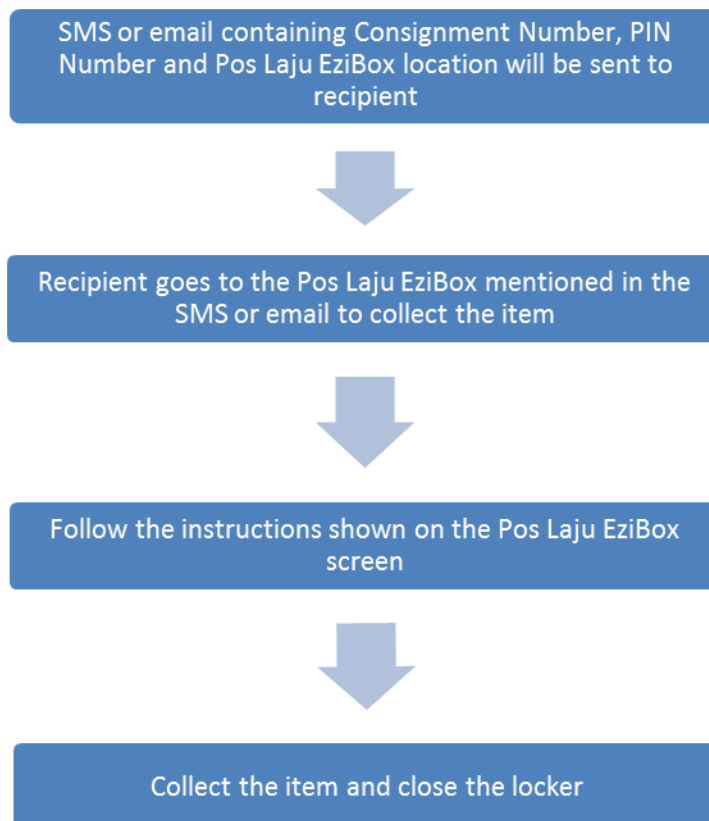 SMS or email containing Consignment Number, PIN
Number and Pos Laju EziBox location will be sent to
recipient
Recipient goes to the Pos Laju EziBox mentioned in the
SMS or email to collect the item
Follow the instructions shown on the Pos Laju EziBox
screen
Collect the item and close the locker